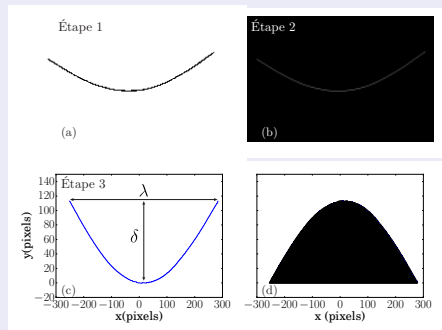 Étape 1
(a)
Étape 2
(b)
Étape 3
λ
δ
140
120
100
80
60
40
20
0
−20
y(pixels)
(c)
−300 −200 −100 0 100 200 300
x(pixels)
(d)
−300 −200 −100 0 100 200 300
x (pixels)